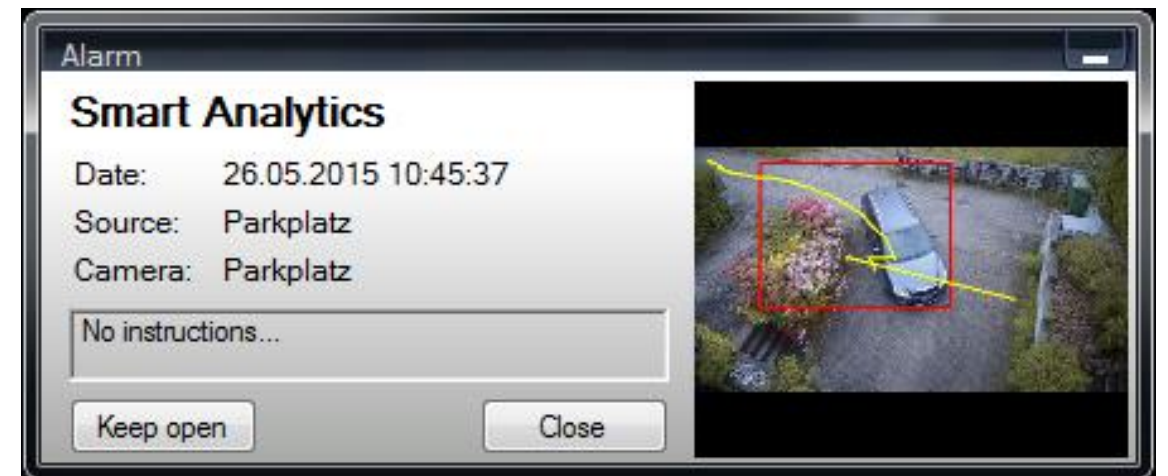 Alarm
Smart Analytics
Date: 26.05.2015 10:45:37
Source: Parkplatz
Camera: Parkplatz
No instructions...
Keep open Close